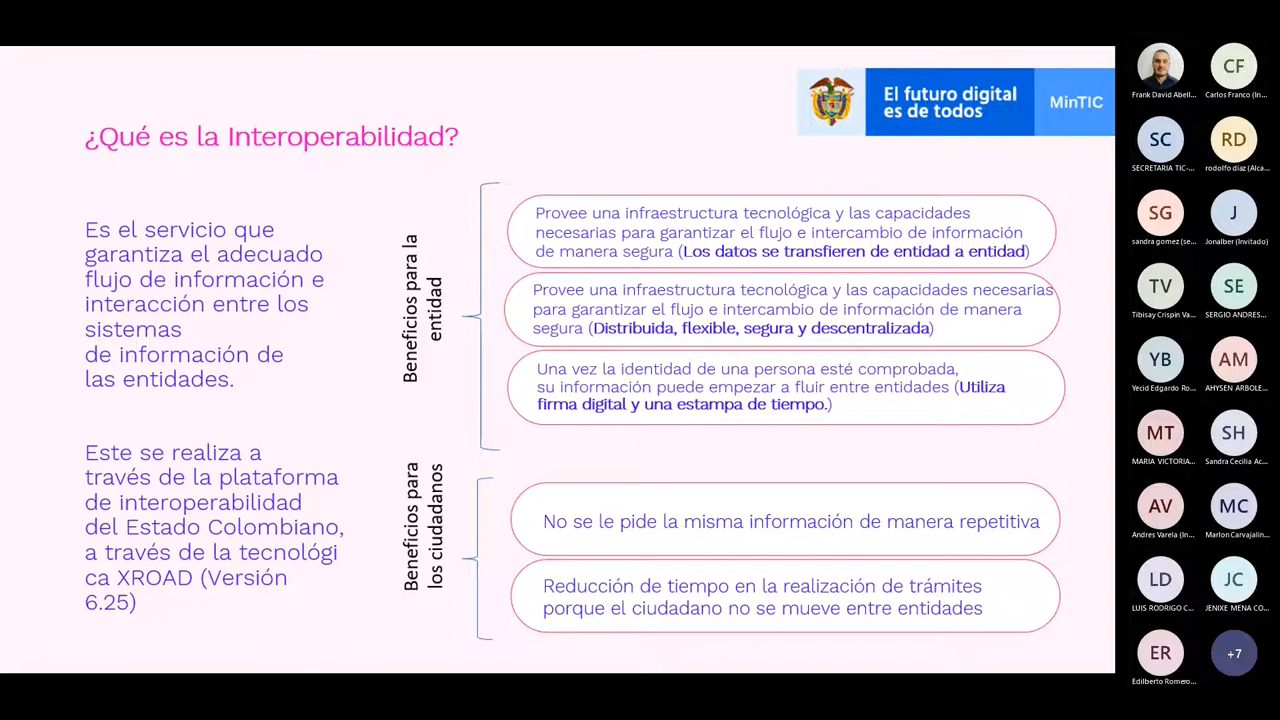 El futuro digital
es de todos
MinTIC
¿Qué es la Interoperabilidad?
Es el servicio que
garantiza el adecuado
flujo de información e
interacción entre los
sistemas
de información de
las entidades.
Este se realiza a
través de la plataforma
de interoperabilidad
del Estado Colombiano,
a través de la tecnológi
ca XROAD (Versión
6.25)
Beneficios para la
entidad
Provee una infraestructura tecnológica y las capacidades
necesarias para garantizar el flujo e intercambio de información
de manera segura (Los datos se transfieren de entidad a entidad)
Provee una infraestructura tecnológica y las capacidades necesarias
para garantizar el flujo e intercambio de información de manera
segura (Distribuida, flexible, segura y descentralizada)
Una vez la identidad de una persona esté comprobada,
su información puede empezar a fluir entre entidades (Utiliza
firma digital y una estampa de tiempo.)
Beneficios para
los ciudadanos
No se le pide la misma información de manera repetitiva
Reducción de tiempo en la realización de trámites
porque el ciudadano no se mueve entre entidades
Frank David Abell...
CF
Carlos Franco (In...
SC
SECRETARIA TIC-...
RD
rodolfo diaz (Alca...
SG
sandra gomez (se...
J
Jonalber (Invitado)
TV
Tibisay Crispin Va...
SE
SERGIO ANDRES...
YB
Yecid Edgardo Ro...
AM
AHYSEN ARBOLE...
MT
MARIA VICTORIA...
SH
Sandra Cecilia Ac...
AV
Andres Varela (In...
MC
Marlon Carvajalin...
LD
LUIS RODRIGO C...
JC
JENIXE MENA CO...
ER
Edilberto Romero...
+7